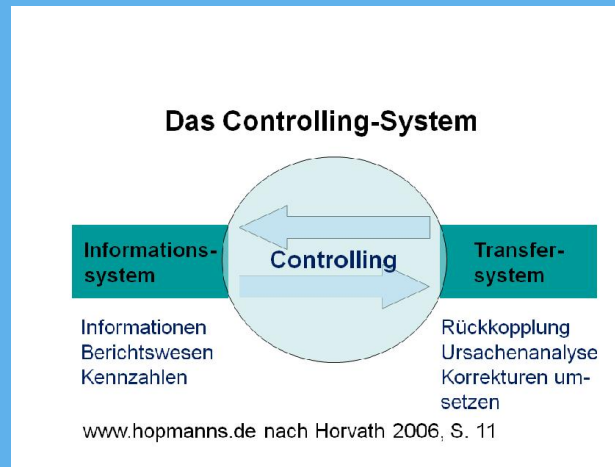 Das Controlling-System
Informations-
system
Controlling
Transfer-
system
Informationen
Berichtswesen
Kennzahlen
Rückkopplung
Ursachenanalyse
Korrekturen um-
setzen
www.hopmanns.de nach Horvath 2006, S. 11